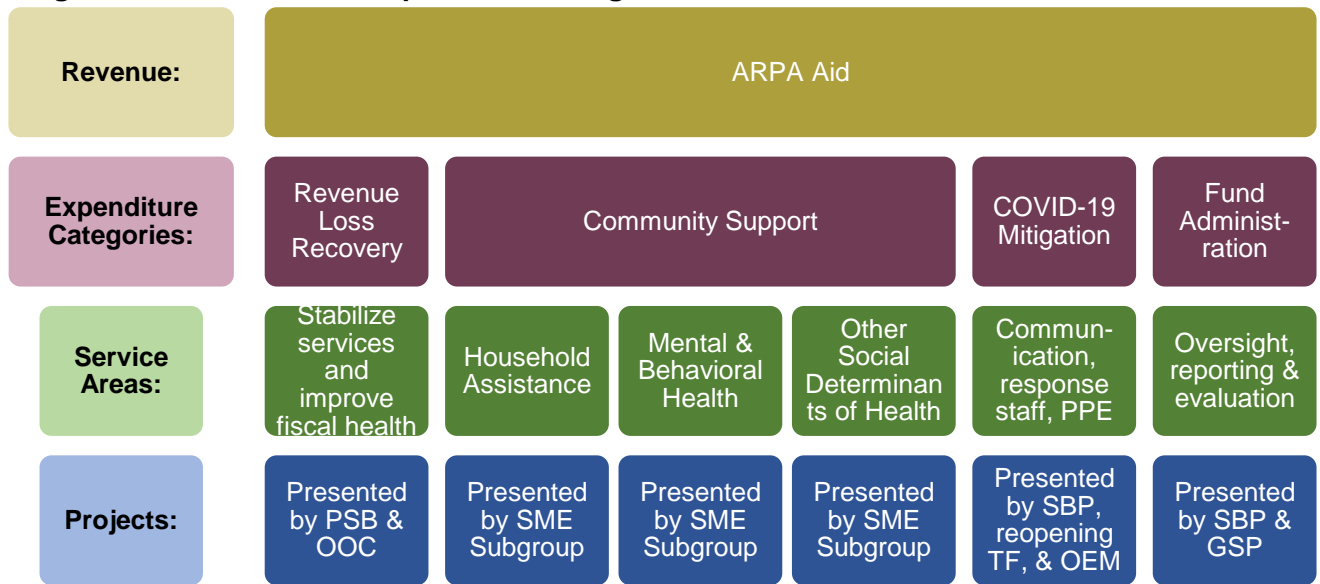 Revenue:
ARPA Aid
Expenditure
Categories:
Revenue
Loss
Recovery
Community Support
COVID-19
Mitigation
Fund
Administ-
ration
Service
Areas:
Stabilize
services
and
improve
fiscal health
Household
Assistance
Mental &
Behavioral
Health
Other
Social
Determinan
ts of Health
Commun-
ication,
response
staff, PPE
Oversight,
reporting &
evaluation
Projects:
Presented
by PSB &
OOC
Presented
by SME
Subgroup
Presented
by SME
Subgroup
Presented
by SME
Subgroup
Presented
by SBP,
reopening
TF, & OEM
Presented
by SBP &
GSP